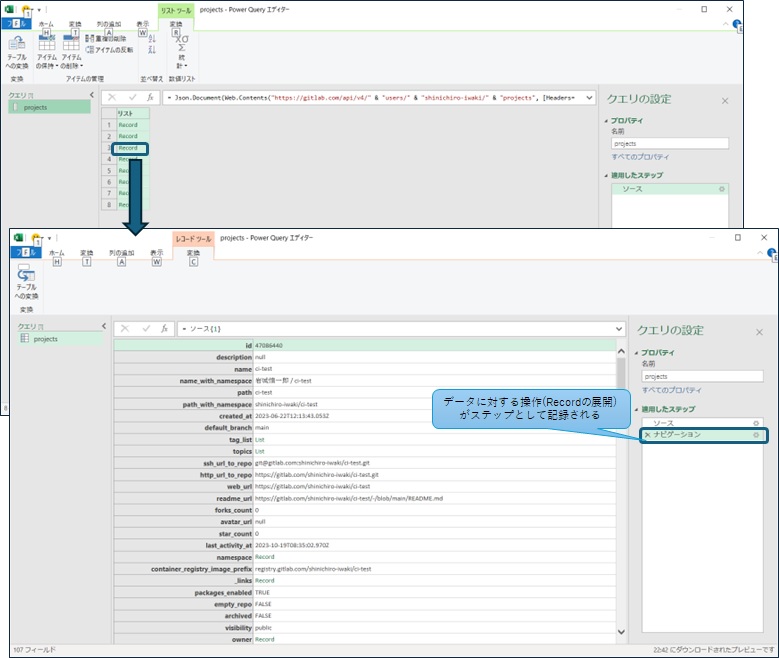 リスト ツール
projects - Power Query エディター
ファイル ホーム 変換 列の追加 表示 変換
F H T A W R
テーブルへの変換
アイテムの保持
アイテムの削除
重複の削除
アイテムの反転
統計
変換 アイテムの管理 並べ替え 数値リスト
クエリ [1]
projects
= Json.Document(Web.Contents("https://gitlab.com/api/v4/" & "users/" & "shinichiro-iwaki/" & "projects", [Headers=
リスト
1 Record
2 Record
3 Record
4 Record
5 Rec
6 Rec
7 Rec
8 Rec
クエリの設定
プロパティ
名前
projects
すべてのプロパティ
適用したステップ
ソース
レコード ツール
projects - Power Query エディター
ファイル ホーム 変換 列の追加 表示 変換
F H T A W C
テーブルへの変換
変換
クエリ [1]
projects
= ソース{1}
id 47086440
description null
name ci-test
name_with_namespace 岩城慎一郎 / ci-test
path ci-test
path_with_namespace shinichiro-iwaki/ci-test
created_at 2023-06-22T12:13:43.053Z
default_branch main
tag_list List
topics List
ssh_url_to_repo git@gitlab.com:shinichiro-iwaki/ci-test.git
http_url_to_repo https://gitlab.com/shinichiro-iwaki/ci-test.git
web_url https://gitlab.com/shinichiro-iwaki/ci-test
readme_url https://gitlab.com/shinichiro-iwaki/ci-test/-/blob/main/README.md
forks_count 0
avatar_url null
star_count 0
last_activity_at 2023-10-19T08:35:02.970Z
namespace Record
container_registry_image_prefix registry.gitlab.com/shinichiro-iwaki/ci-test
_links Record
packages_enabled TRUE
empty_repo FALSE
archived FALSE
visibility public
owner Record
クエリの設定
プロパティ
名前
projects
すべてのプロパティ
適用したステップ
ソース
ナビゲーション
データに対する操作(Recordの展開)
がステップとして記録される
107 フィールド
22:42 にダウンロードされたプレビューです